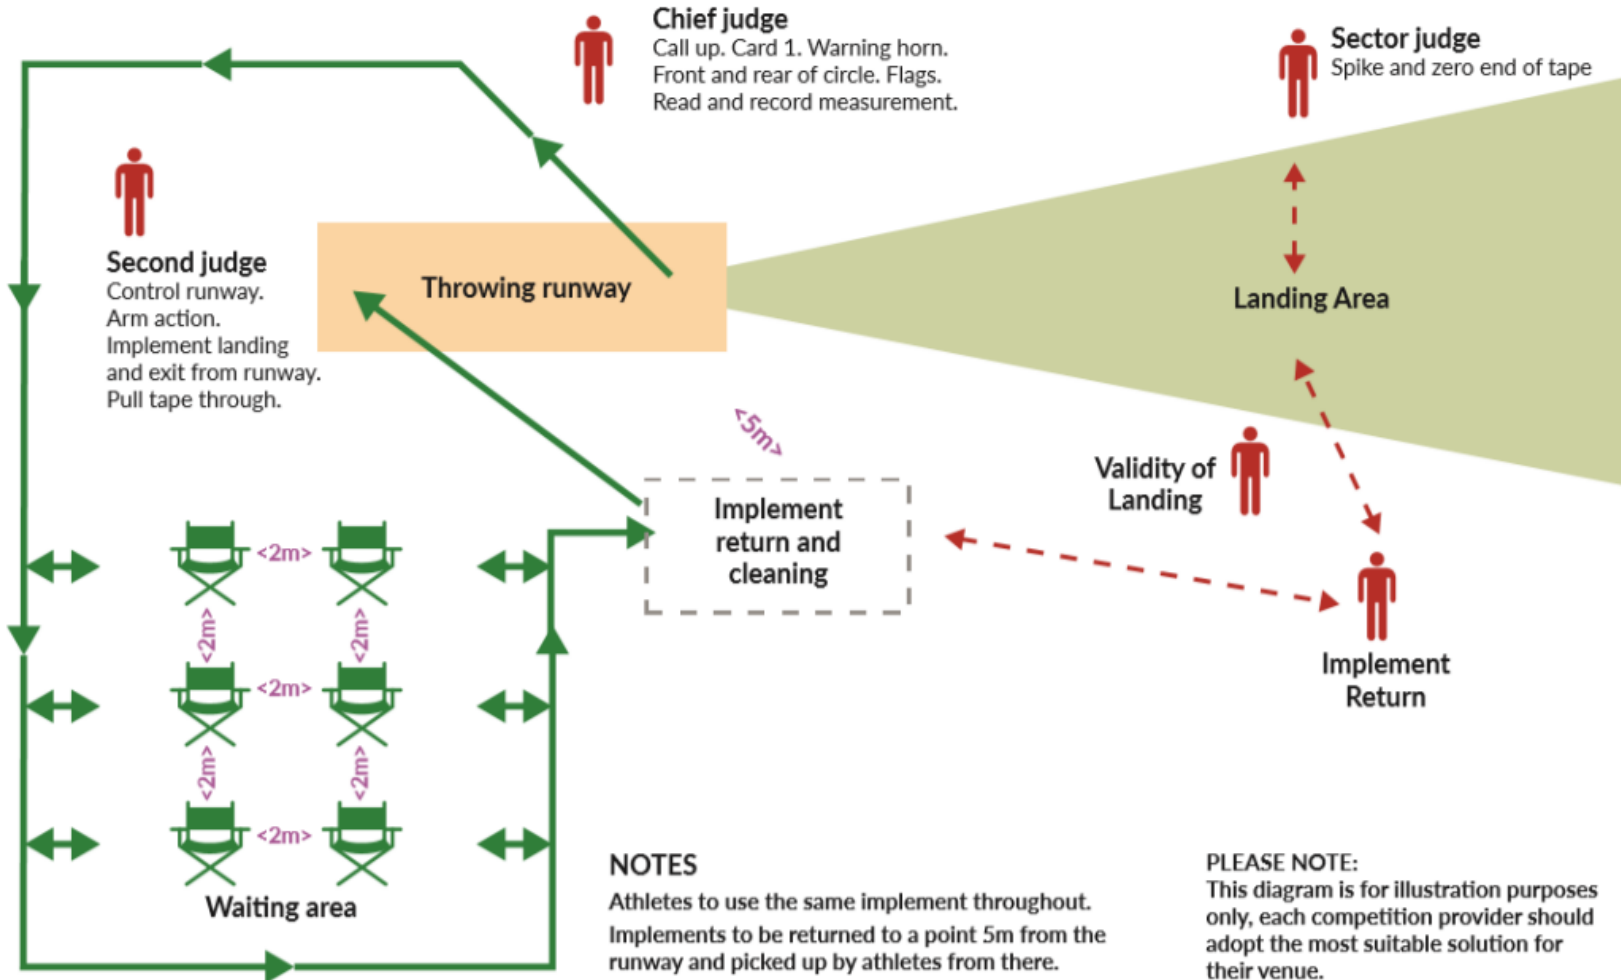 Chief judge
Call up. Card 1. Warning horn.
Front and rear of circle. Flags.
Read and record measurement.
Sector judge
Spike and zero end of tape
Second judge
Control runway.
Arm action.
Implement landing
and exit from runway.
Pull tape through.
Throwing runway
Landing Area
<5m>
Validity of
Landing
Implement
return and
cleaning
Implement
Return
<2m>
<2m>
<2m>
<2m>
<2m>
<2m>
<2m>
Waiting area
NOTES
Athletes to use the same implement throughout.
Implements to be returned to a point 5m from the
runway and picked up by athletes from there.
PLEASE NOTE:
This diagram is for illustration purposes
only, each competition provider should
adopt the most suitable solution for
their venue.